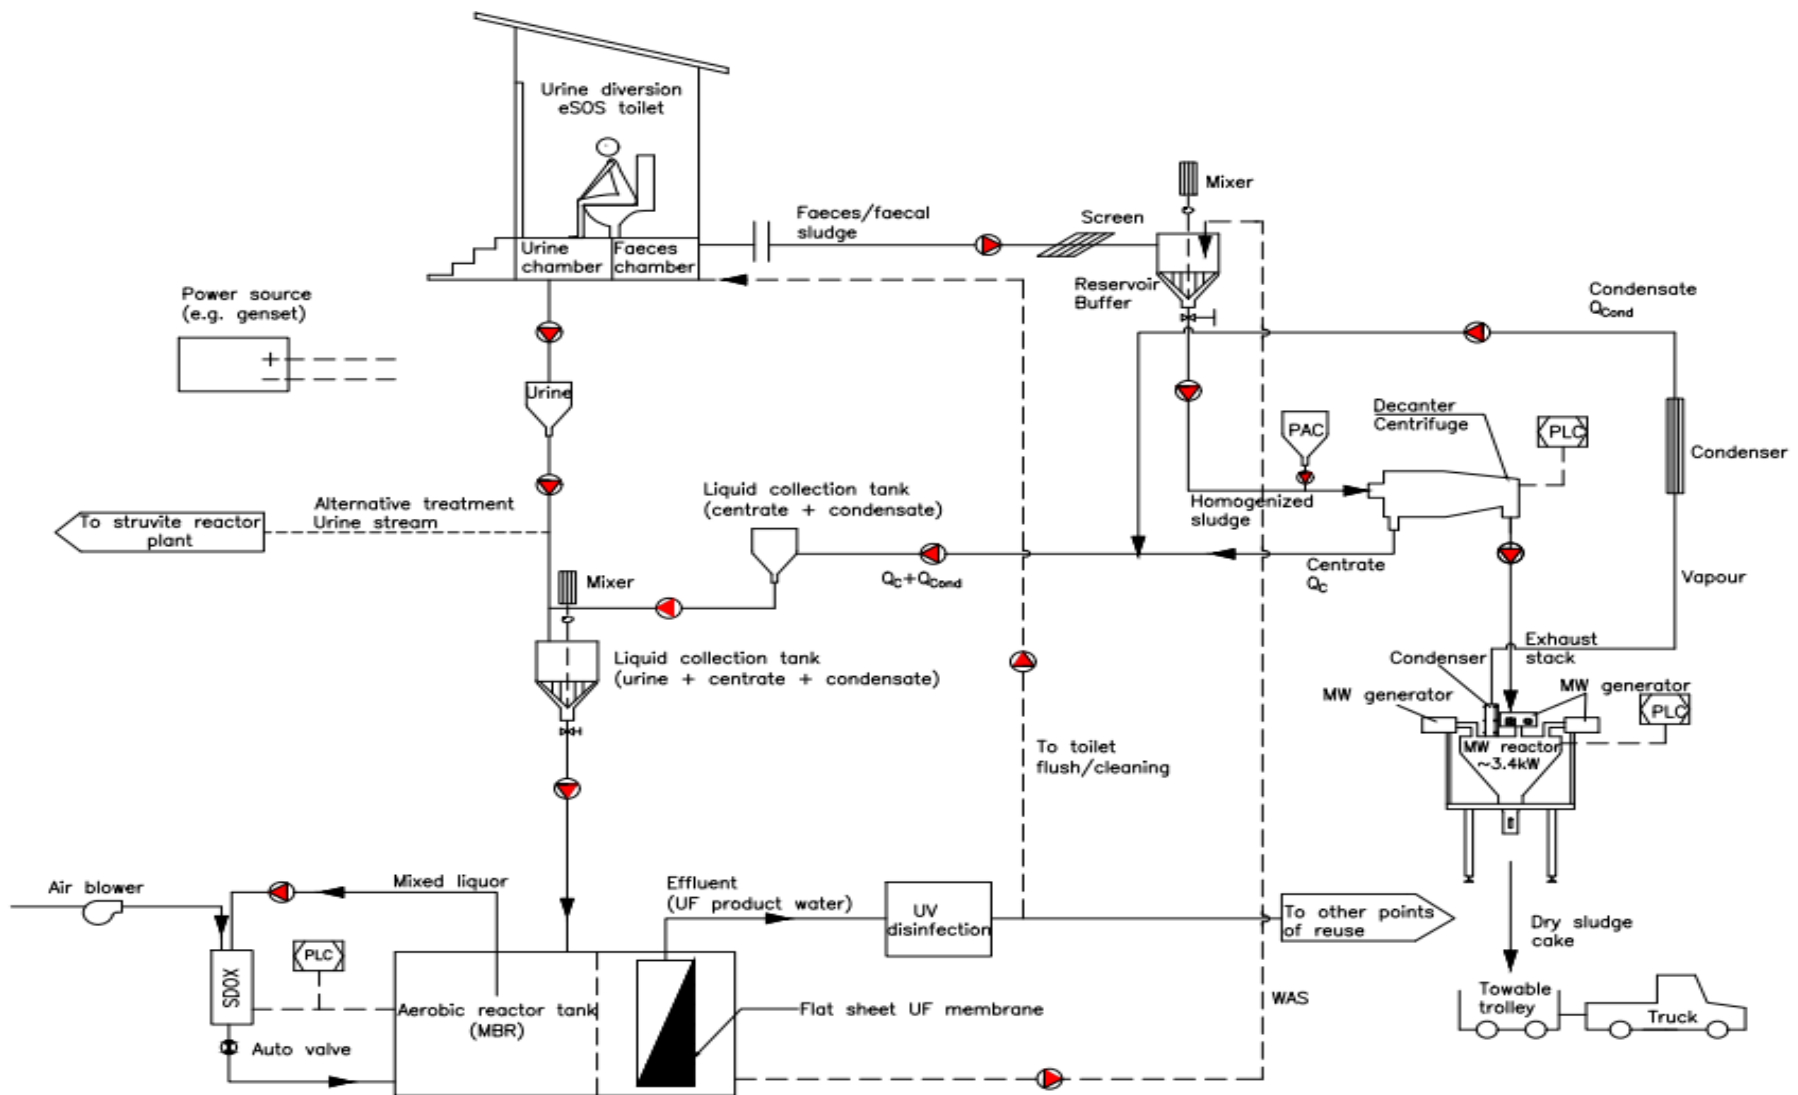 Urine diversion
eSOS toilet
Urine
chamber
Faeces
chamber
Faeces/faecal
sludge
Screen
Mixer
Reservoir
Buffer
Condensate
QCond
Power source
(e.g. genset)
+
Urine
PAC
Decanter
Centrifuge
PLC
Condenser
Homogenized
sludge
To struvite reactor
plant
Alternative treatment
Urine stream
Liquid collection tank
(centrate + condensate)
QC+QCond
Centrate
QC
Vapour
Mixer
Liquid collection tank
(urine + centrate + condensate)
Exhaust
stack
Condenser
MW generator
MW generator
PLC
MW reactor
~3.4kW
To toilet
flush/cleaning
Air blower
Mixed liquor
Effluent
(UF product water)
UV
disinfection
To other points
of reuse
Dry sludge
cake
SDOX
PLC
Aerobic reactor tank
(MBR)
Flat sheet UF membrane
WAS
Auto valve
Towable
trolley
Truck